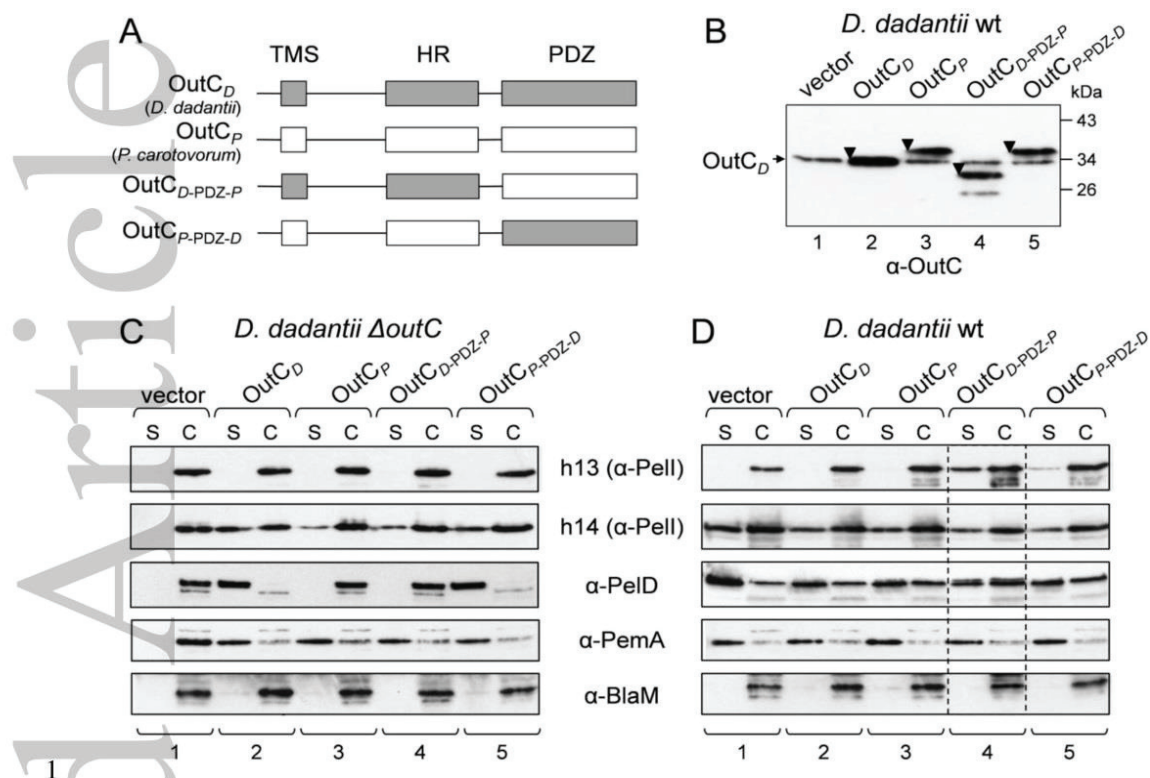 A
TMS HR PDZ
OutC_D
(D. dadantii)
OutC_P
(P. carotovorum)
OutC_D-PDZ-P
OutC_P-PDZ-D
B
D. dadantii wt
vector OutC_D OutC_P OutC_D-PDZ-P OutC_P-PDZ-D
kDa
43
OutC_D 34
26
1 2 3 4 5
α-OutC
C D. dadantii ΔoutC
vector OutC_D OutC_P OutC_D-PDZ-P OutC_P-PDZ-D
S C S C S C S C S C
D D. dadantii wt
vector OutC_D OutC_P OutC_D-PDZ-P OutC_P-PDZ-D
S C S C S C S C S C
h13 (α-PelI)
h14 (α-PelI)
α-PelD
α-PemA
α-BlaM
1 2 3 4 5
1 2 3 4 5
1
d Article